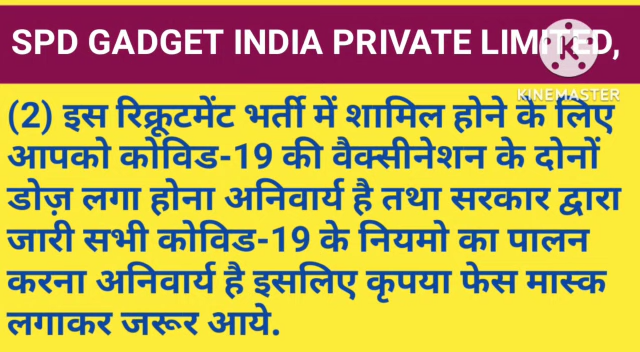 SPD GADGET INDIA PRIVATE LIMITED,
K
KINEMASTER
(2) इस रिक्रूटमेंट भर्ती में शामिल होने के लिए
आपको कोविड-19 की वैक्सीनेशन के दोनों
डोज़ लगा होना अनिवार्य है तथा सरकार द्वारा
जारी सभी कोविड-19 के नियमो का पालन
करना अनिवार्य है इसलिए कृपया फेस मास्क
लगाकर जरूर आये.